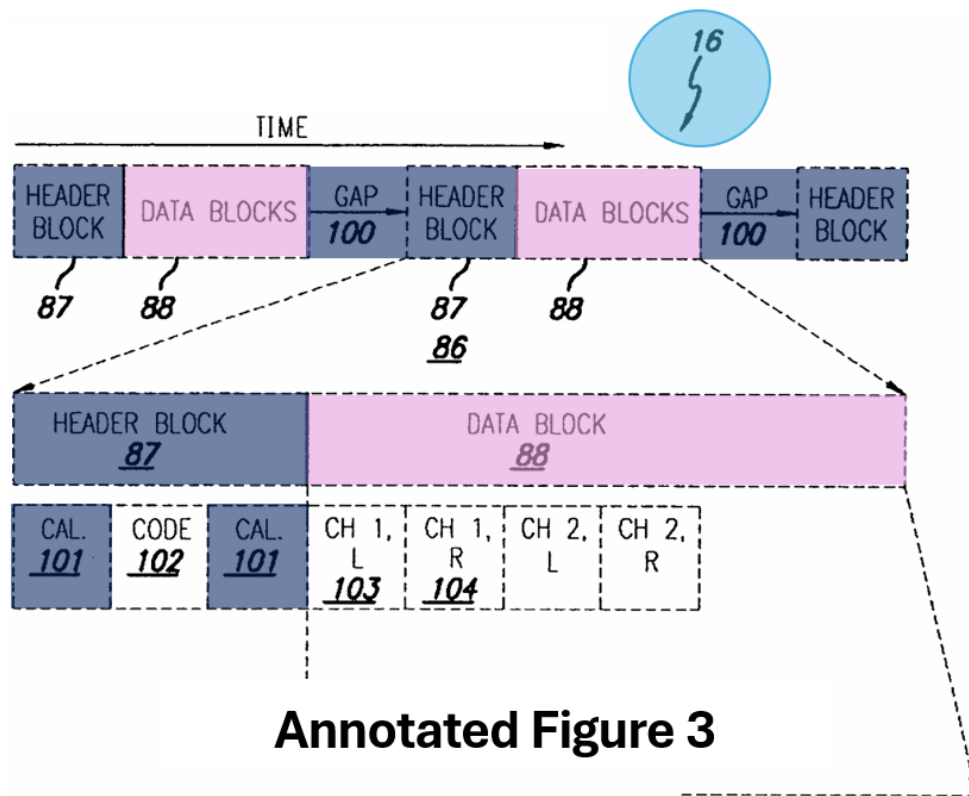 16
TIME
HEADER BLOCK
DATA BLOCKS
GAP 100
HEADER BLOCK
DATA BLOCKS
GAP 100
HEADER BLOCK
87
88
87
88
86
HEADER BLOCK
87
DATA BLOCK
88
CAL. 101
CODE 102
CAL. 101
CH 1, L 103
CH 1, R 104
CH 2, L
CH 2, R
Annotated Figure 3